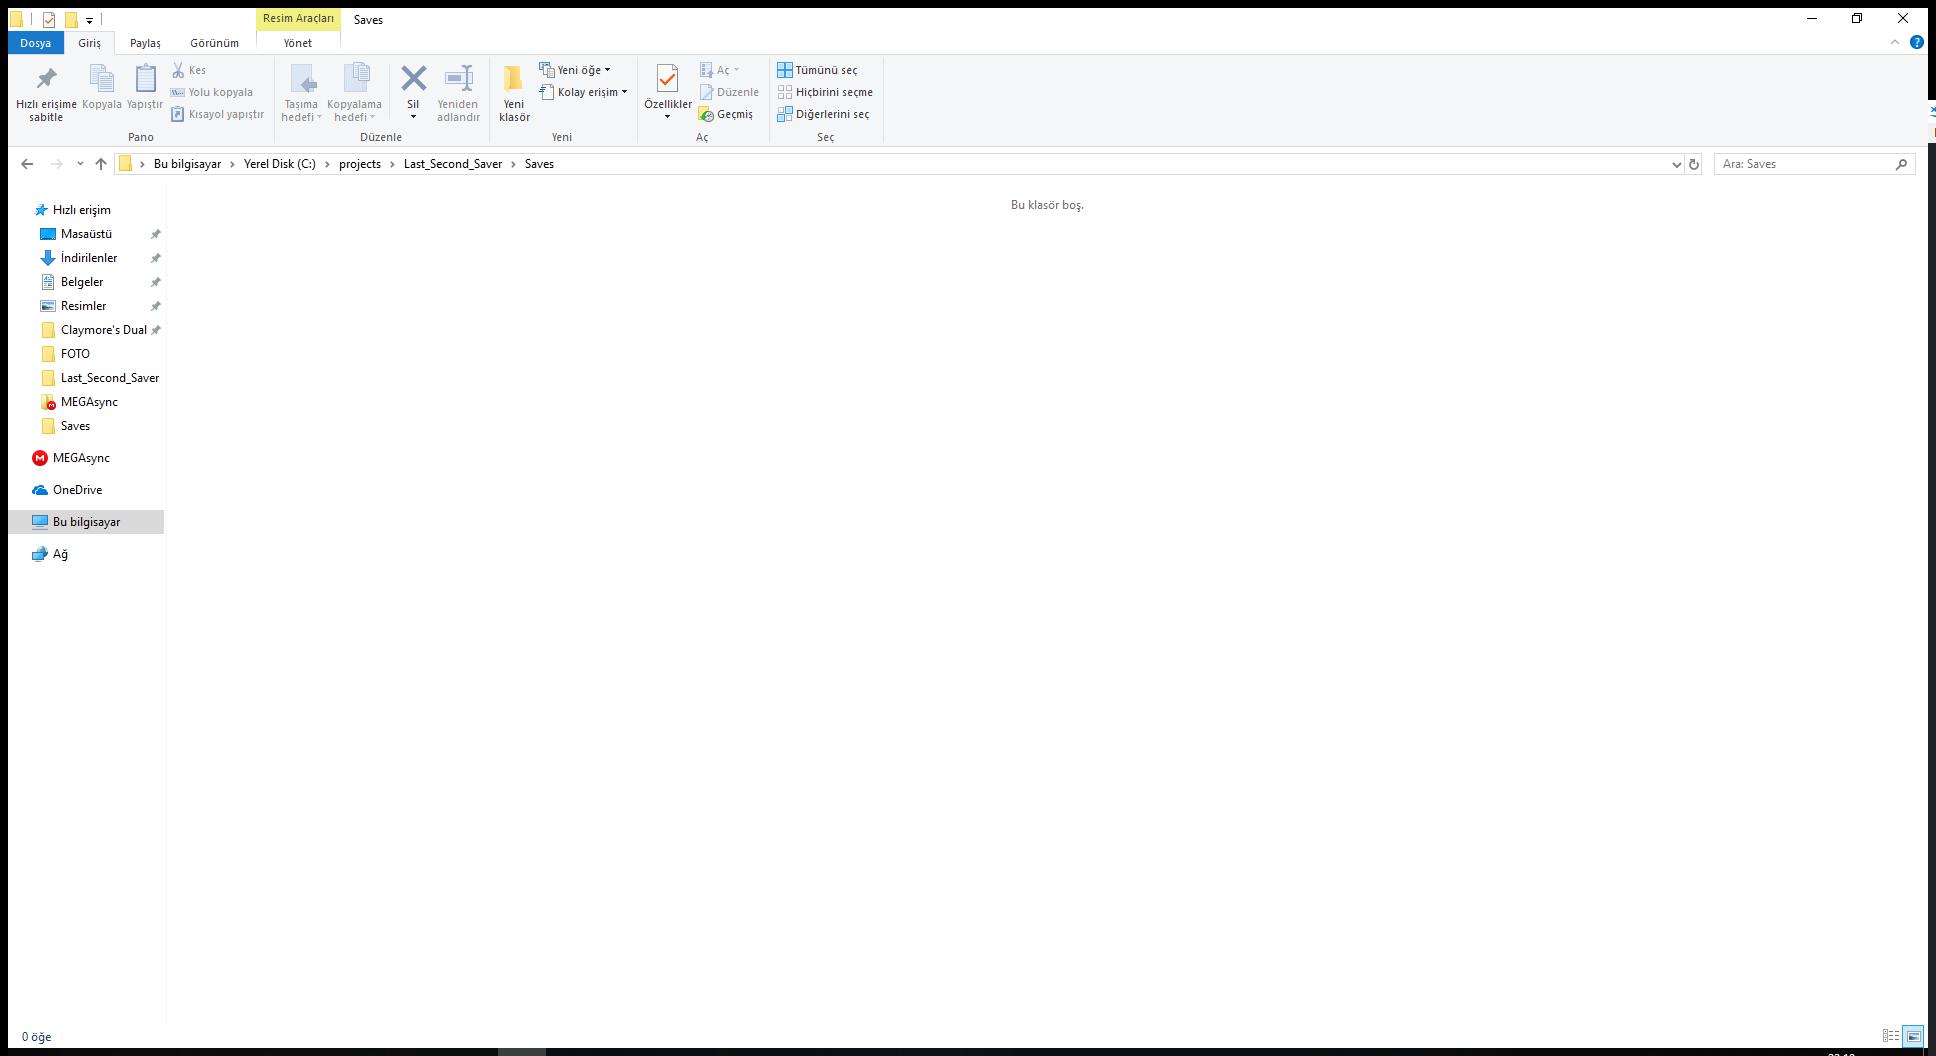 Resim Araçları
Saves
Dosya
Giriş
Paylaş
Görünüm
Yönet
Hızlı erişime sabitle
Kopyala
Yapıştır
Kes
Yolu kopyala
Kısayol yapıştır
Taşıma hedefi
Kopyalama hedefi
Sil
Yeniden adlandır
Yeni klasör
Yeni öğe
Kolay erişim
Özellikler
Aç
Düzenle
Geçmiş
Tümünü seç
Hiçbirini seçme
Diğerlerini seç
Pano
Düzenle
Yeni
Aç
Seç
Bu bilgisayar > Yerel Disk (C:) > projects > Last_Second_Saver > Saves
Ara: Saves
Hızlı erişim
Masaüstü
İndirilenler
Belgeler
Resimler
Claymore's Dual
FOTO
Last_Second_Saver
MEGAsync
Saves
MEGAsync
OneDrive
Bu bilgisayar
Ağ
Bu klasör boş.
0 öğe